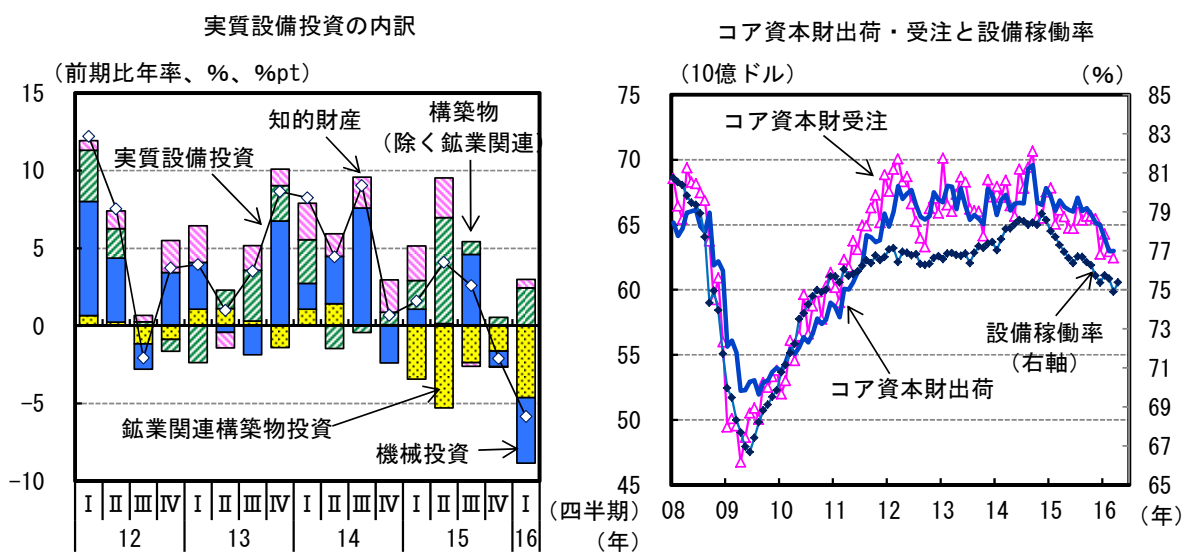 実質設備投資の内訳
(前期比年率、%、%pt)
15
10
5
0
-5
-10
知的財産
構築物
(除く鉱業関連)
実質設備投資
鉱業関連構築物投資
機械投資
Ⅰ Ⅱ Ⅲ Ⅳ Ⅰ Ⅱ Ⅲ Ⅳ Ⅰ Ⅱ Ⅲ Ⅳ Ⅰ Ⅱ Ⅲ Ⅳ Ⅰ (四半期)
12 13 14 15 16 (年)
コア資本財出荷・受注と設備稼働率
(10億ドル) (%)
75
70
65
60
55
50
45
85
83
81
79
77
75
73
71
69
67
65
コア資本財受注
設備稼働率
(右軸)
コア資本財出荷
08 09 10 11 12 13 14 15 16 (年)